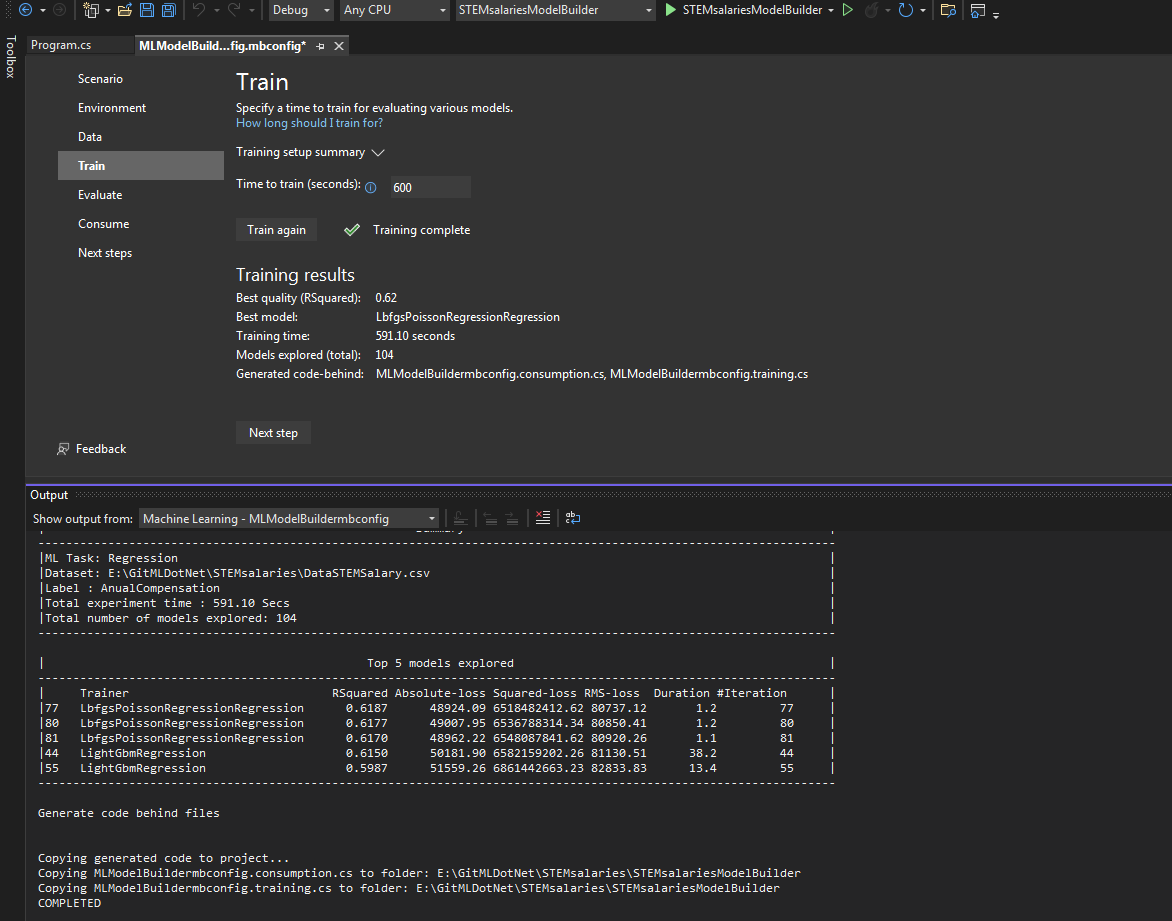 Debug
Any CPU
STEMsalariesModelBuilder
STEMsalariesModelBuilder
Toolbox
Program.cs
MLModelBuild...fig.mbconfig*
Scenario
Environment
Data
Train
Evaluate
Consume
Next steps
Feedback
Train
Specify a time to train for evaluating various models.
How long should I train for?
Training setup summary
Time to train (seconds): 600
Train again
Training complete
Training results
Best quality (RSquared): 0.62
Best model: LbfgsPoissonRegressionRegression
Training time: 591.10 seconds
Models explored (total): 104
Generated code-behind: MLModelBuildermbconfig.consumption.cs, MLModelBuildermbconfig.training.cs
Next step
Output
Show output from: Machine Learning - MLModelBuildermbconfig
| Summary |
-----------------------------------------------------------------------------------------------------------------
|ML Task: Regression |
|Dataset: E:\GitMLDotNet\STEMsalaries\DataSTEMSalary.csv |
|Label : AnualCompensation |
|Total experiment time : 591.10 Secs |
|Total number of models explored: 104 |
-----------------------------------------------------------------------------------------------------------------
| Top 5 models explored |
-----------------------------------------------------------------------------------------------------------------
| Trainer RSquared Absolute-loss Squared-loss RMS-loss Duration #Iteration |
|77 LbfgsPoissonRegressionRegression 0.6187 48924.09 6518482412.62 80737.12 1.2 77 |
|80 LbfgsPoissonRegressionRegression 0.6177 49007.95 6536788314.34 80850.41 1.2 80 |
|81 LbfgsPoissonRegressionRegression 0.6170 48962.22 6548087841.62 80920.26 1.1 81 |
|44 LightGbmRegression 0.6150 50181.90 6582159202.26 81130.51 38.2 44 |
|55 LightGbmRegression 0.5987 51559.26 6861442663.23 82833.83 13.4 55 |
-----------------------------------------------------------------------------------------------------------------
Generate code behind files
Copying generated code to project...
Copying MLModelBuildermbconfig.consumption.cs to folder: E:\GitMLDotNet\STEMsalaries\STEMsalariesModelBuilder
Copying MLModelBuildermbconfig.training.cs to folder: E:\GitMLDotNet\STEMsalaries\STEMsalariesModelBuilder
COMPLETED